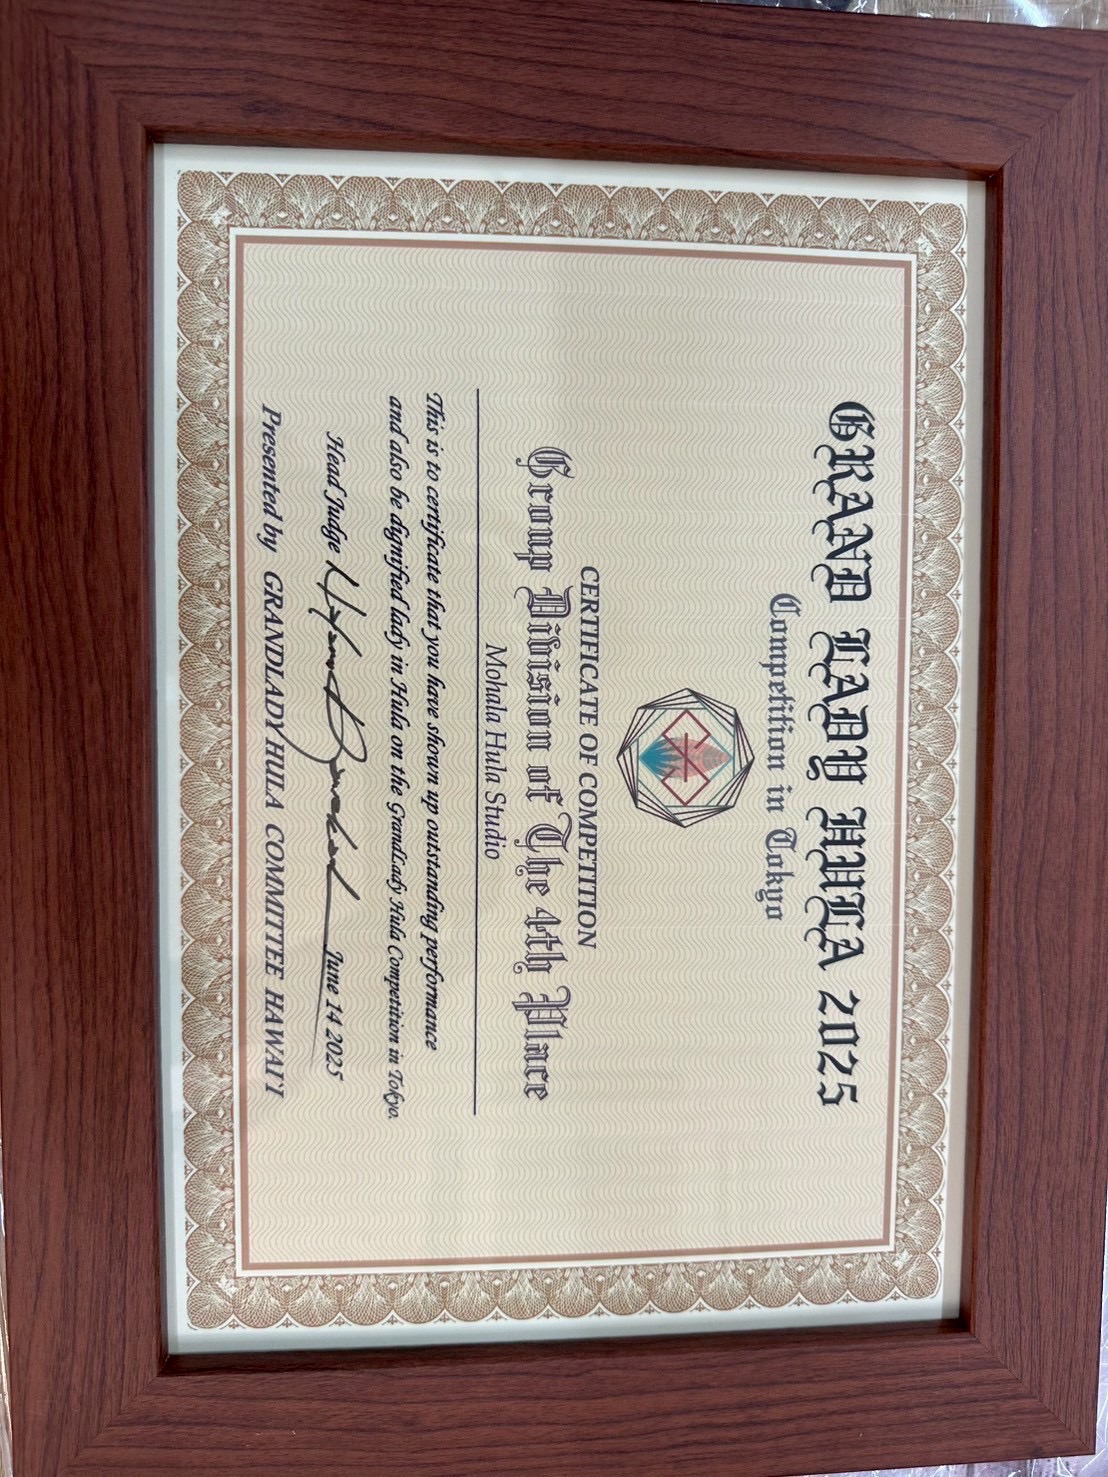 GRAND LADY HULA 2025
Competition in Tokyo
CERTIFICATE OF COMPETITION
Group Division of The 4th Place
Mohala Hula Studio
This is to certificate that you have shown up outstanding performance
and also be dignified lady in Hula on the GrandLady Hula Competition in Tokyo.
Head Judge June 14 2025
Presented by GRANDLADY HULA COMMITTEE HAWAI'I